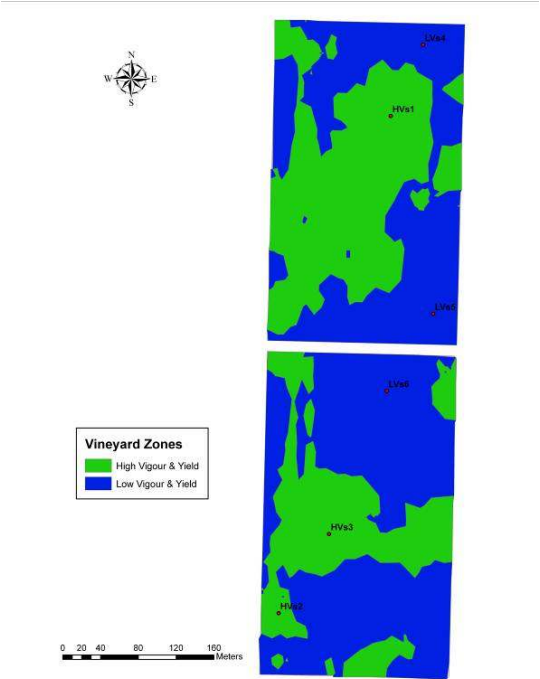 LVs4
N
W E
S
HVs1
LVs5
LVs6
Vineyard Zones
High Vigour & Yield
Low Vigour & Yield
HVs3
HVs2
0 20 40 80 120 160
Meters